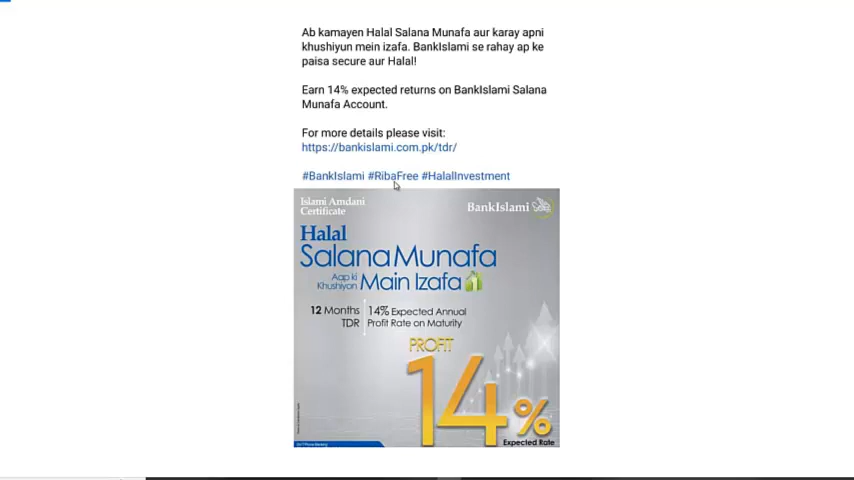 Ab kamayen Halal Salana Munafa aur karay apni
khushiyun mein izafa. BankIslami se rahay ap ke
paisa secure aur Halal!
Earn 14% expected returns on BankIslami Salana
Munafa Account.
For more details please visit:
https://bankislami.com.pk/tdr/
#BankIslami #RibaFree #HalalInvestment
Islami Amdani
Certificate
BankIslami
Halal
Salana Munafa
Aap ki
Khushiyon
Main Izafa
12 Months
TDR
14% Expected Annual
Profit Rate on Maturity
PROFIT
14%
Expected Rate